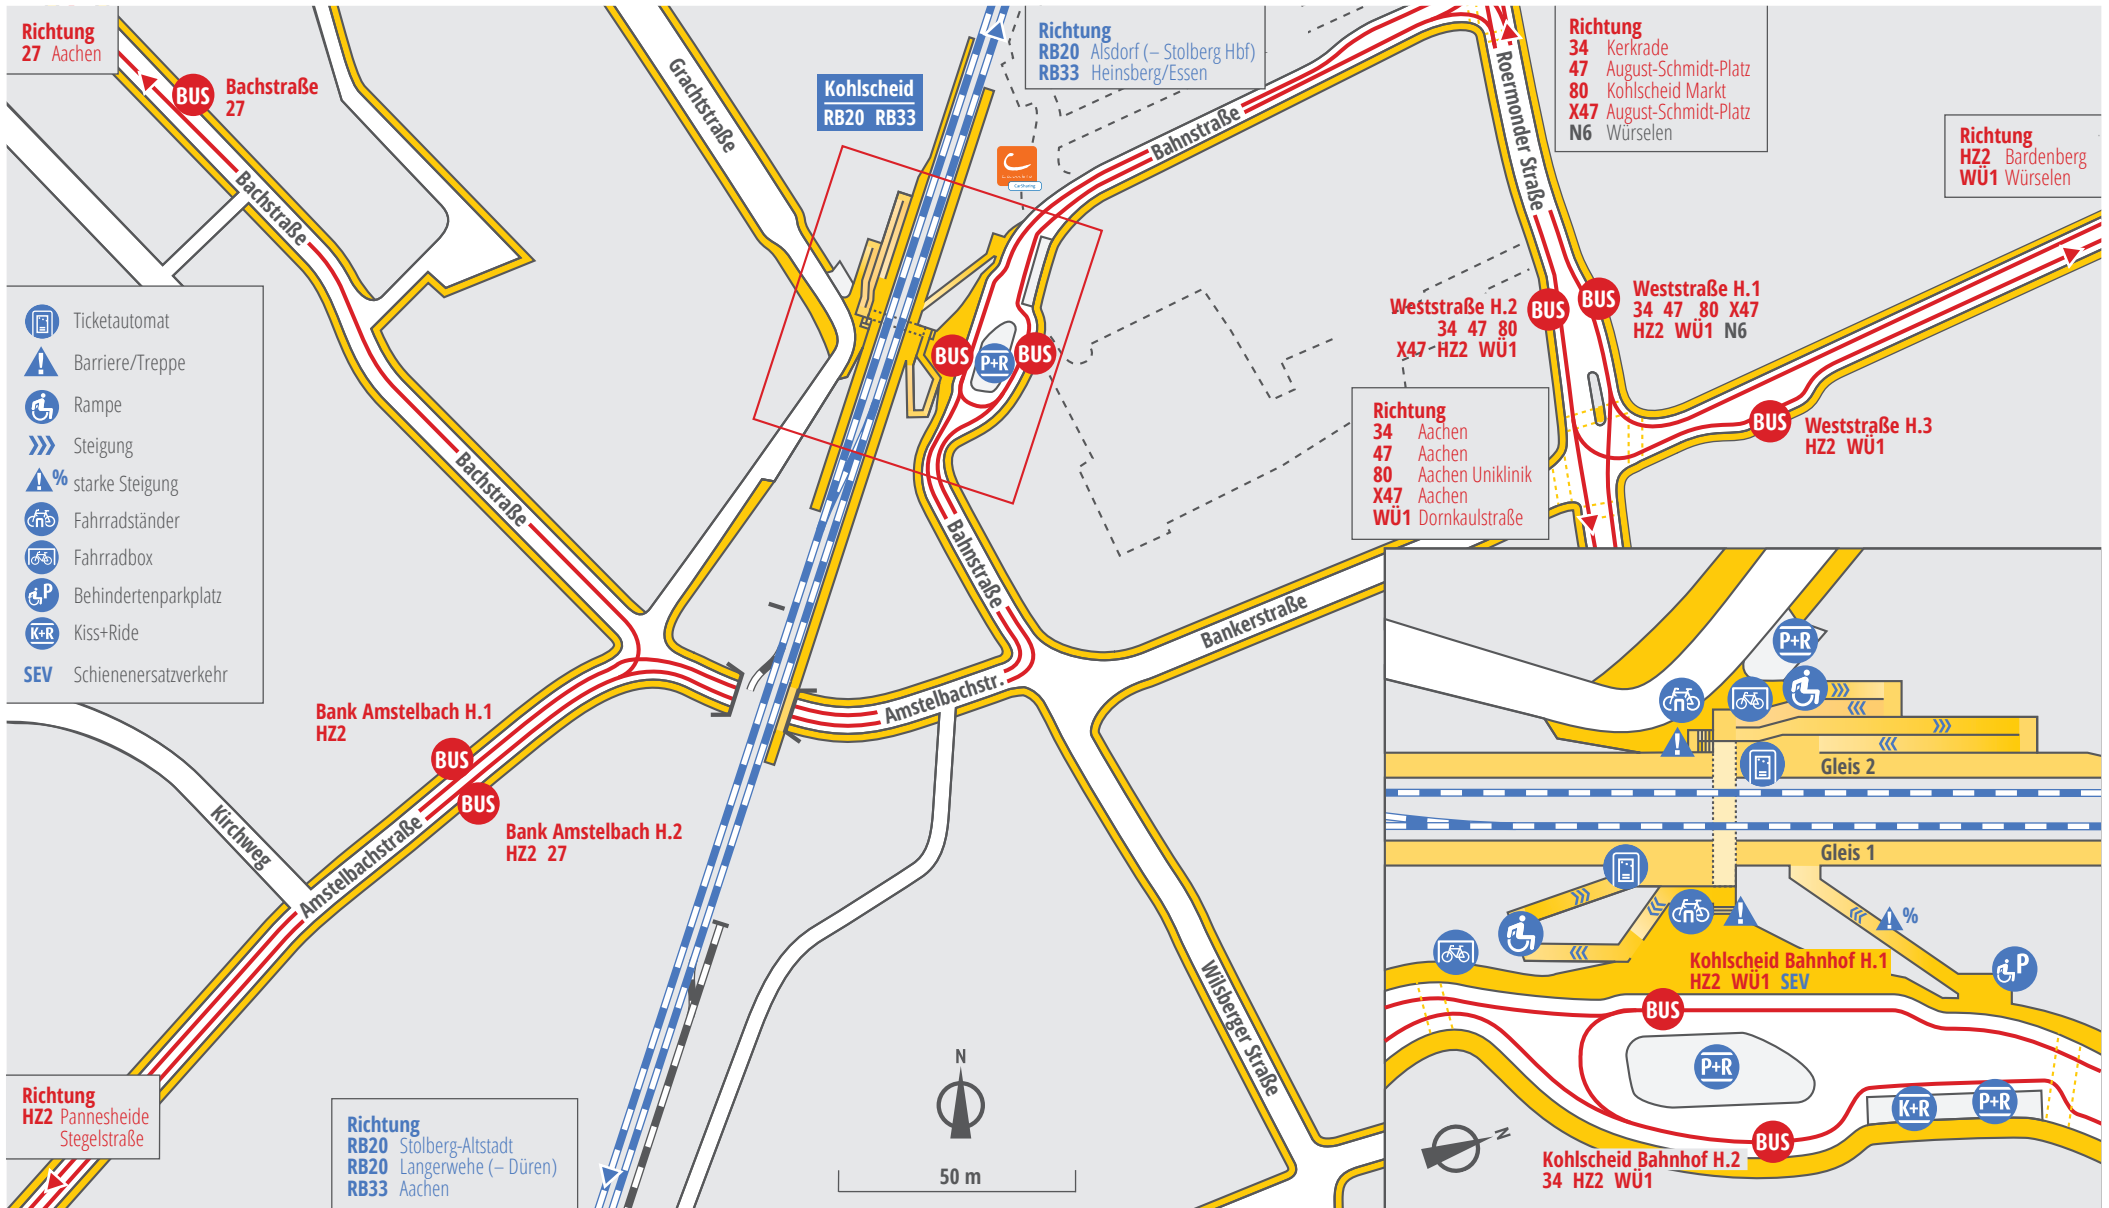 Richtung
27 Aachen
BUS
Bachstraße
27
Bachstraße
Grachtstraße
Kohlscheid
RB20 RB33
Richtung
RB20 Alsdorf (– Stolberg Hbf)
RB33 Heinsberg/Essen
CarSharing
Bahnstraße
Roermonder Straße
Richtung
34 Kerkrade
47 August-Schmidt-Platz
80 Kohlscheid Markt
X47 August-Schmidt-Platz
N6 Würselen
Richtung
HZ2 Bardenberg
WÜ1 Würselen
Ticketautomat
Barriere/Treppe
Rampe
Steigung
% starke Steigung
Fahrradständer
Fahrradbox
P Behindertenparkplatz
K+R Kiss+Ride
SEV Schienenersatzverkehr
BUS
P+R
BUS
Weststraße H.2
34 47 80
X47 HZ2 WÜ1
BUS
BUS
Weststraße H.1
34 47 80 X47
HZ2 WÜ1 N6
BUS
Weststraße H.3
HZ2 WÜ1
Richtung
34 Aachen
47 Aachen
80 Aachen Uniklinik
X47 Aachen
WÜ1 Dornkaulstraße
Bachstraße
Bahnstraße
Bankerstraße
Amstelbachstr.
Bank Amstelbach H.1
HZ2
BUS
BUS
Bank Amstelbach H.2
HZ2 27
Kirchweg
Amstelbachstraße
Wilsberger Straße
Richtung
HZ2 Pannesheide
Stegelstraße
Richtung
RB20 Stolberg-Altstadt
RB20 Langerwehe (– Düren)
RB33 Aachen
N
50 m
P+R
Gleis 2
Gleis 1
%
P
Kohlscheid Bahnhof H.1
HZ2 WÜ1 SEV
BUS
P+R
K+R
P+R
BUS
N
Kohlscheid Bahnhof H.2
34 HZ2 WÜ1